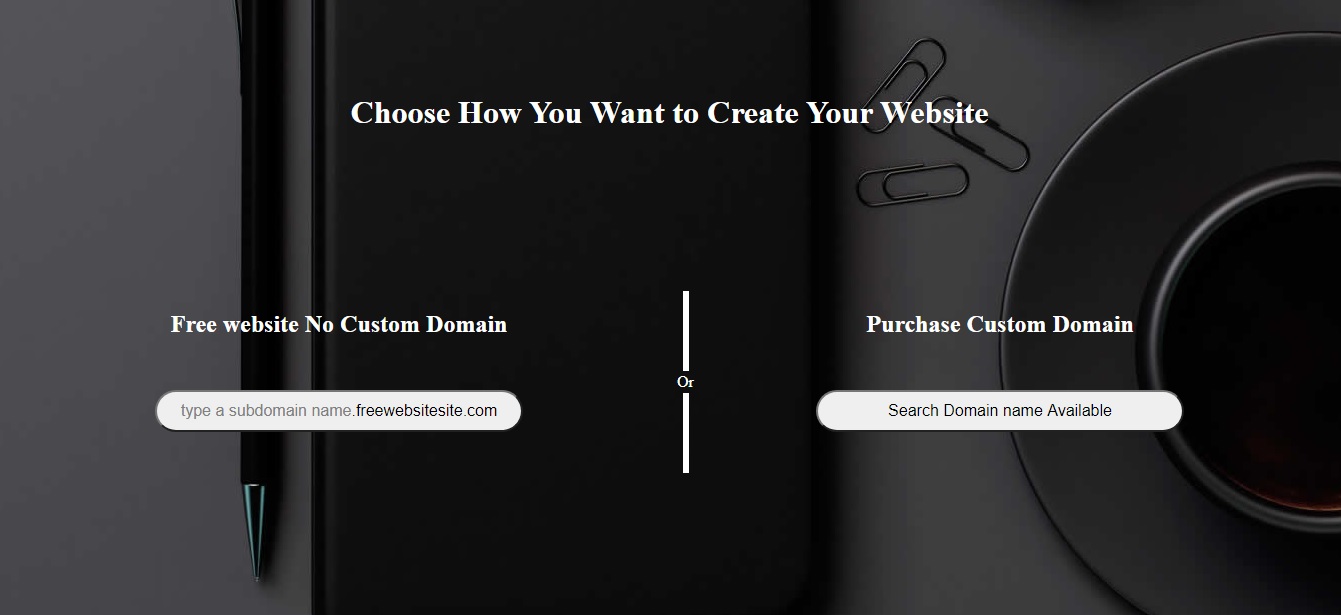 Choose How You Want to Create Your Website
Free website No Custom Domain
Purchase Custom Domain
Or
type a subdomain name.freewebsitesite.com
Search Domain name Available